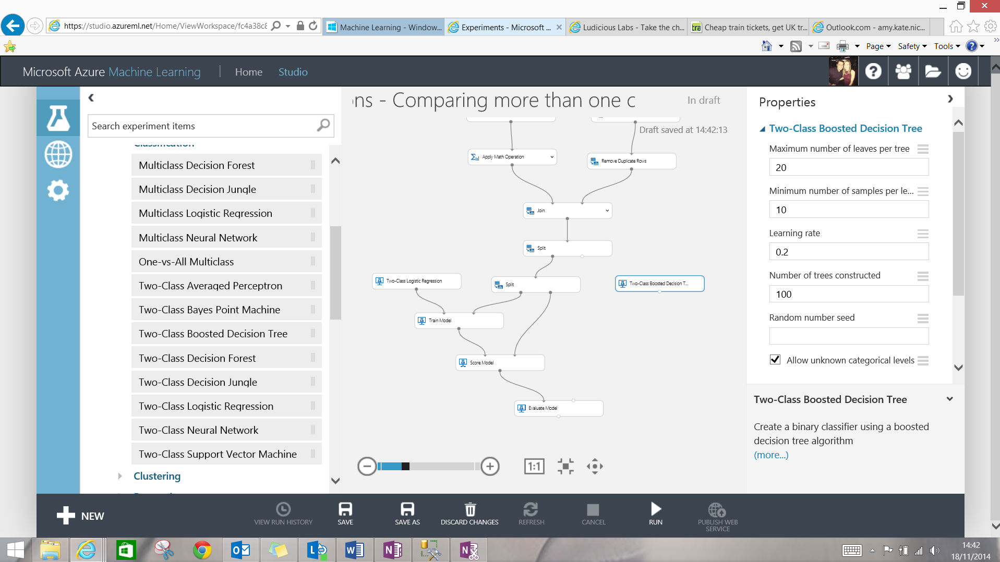 https://studio.azureml.net/Home/ViewWorkspace/fc4a38c8
Machine Learning - Window...
Experiments - Microsoft ...
Ludicious Labs - Take the ch...
Cheap train tickets, get UK tr...
Outlook.com - amy.kate.nic...
Page
Safety
Tools
Microsoft Azure Machine Learning
Home
Studio
ns - Comparing more than one c
In draft
Draft saved at 14:42:13
Search experiment items
Classification
Multiclass Decision Forest
Multiclass Decision Jungle
Multiclass Logistic Regression
Multiclass Neural Network
One-vs-All Multiclass
Two-Class Averaged Perceptron
Two-Class Bayes Point Machine
Two-Class Boosted Decision Tree
Two-Class Decision Forest
Two-Class Decision Jungle
Two-Class Logistic Regression
Two-Class Neural Network
Two-Class Support Vector Machine
Clustering
Apply Math Operation
Remove Duplicate Rows
Join
Split
Two-Class Logistic Regression
Split
Two-Class Boosted Decision T...
Train Model
Score Model
Evaluate Model
1:1
Properties
Two-Class Boosted Decision Tree
Maximum number of leaves per tree
20
Minimum number of samples per le...
10
Learning rate
0.2
Number of trees constructed
100
Random number seed
Allow unknown categorical levels
Two-Class Boosted Decision Tree
Create a binary classifier using a boosted
decision tree algorithm
(more...)
NEW
VIEW RUN HISTORY
SAVE
SAVE AS
DISCARD CHANGES
REFRESH
CANCEL
RUN
PUBLISH WEB
SERVICE
14:42
18/11/2014